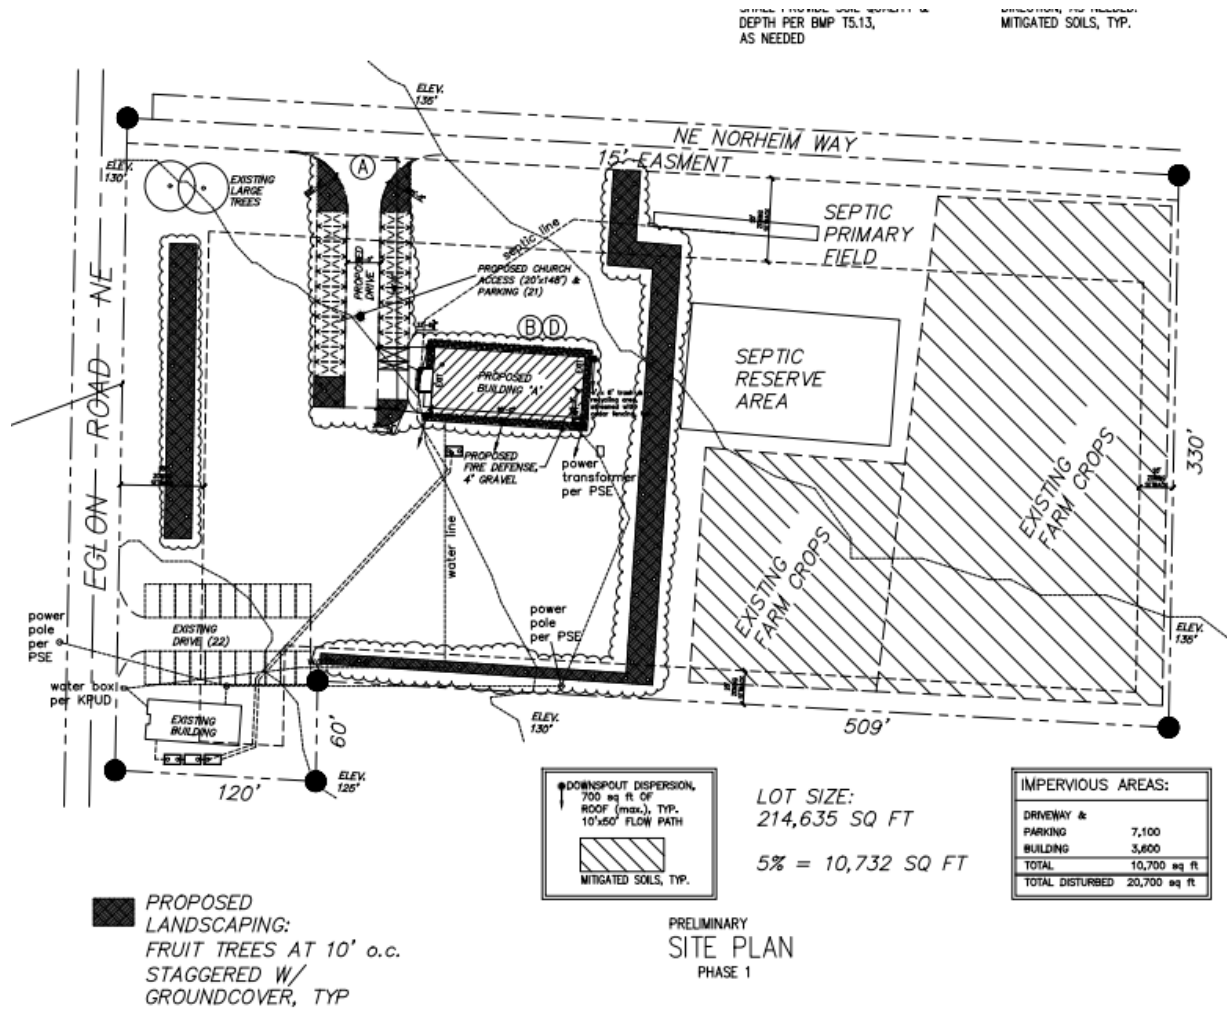 DEPTH PER BMP T5.13,
AS NEEDED
MITIGATED SOILS, TYP.
ELEV.
136'
NE NORHEIM WAY
15' EASMENT
ELEV.
130'
EXISTING
LARGE
TREES
A
SEPTIC
PRIMARY
FIELD
septic line
PROPOSED
DRIVE
PROPOSED CHURCH
ACCESS (20'x148') &
PARKING (21)
B D
EGLON ROAD NE
EXIT
PROPOSED
BUILDING 'A'
EXIT
SEPTIC
RESERVE
AREA
PROPOSED
FIRE DEFENSE,
4" GRAVEL
power
transformer
per PSE
330'
EXISTING
FARM CROPS
EXISTING
FARM CROPS
water line
power
pole
per PSE
EXISTING
DRIVE (22)
power
pole
per PSE
ELEV.
135'
water box
per KPUD
EXISTING
BUILDING
60'
ELEV.
130'
509'
120'
ELEV.
125'
DOWNSPOUT DISPERSION,
700 sq ft OF
ROOF (max.), TYP.
10'x50' FLOW PATH
MITIGATED SOILS, TYP.
LOT SIZE:
214,635 SQ FT
5% = 10,732 SQ FT
IMPERVIOUS AREAS:
DRIVEWAY &
PARKING 7,100
BUILDING 3,600
TOTAL 10,700 sq ft
TOTAL DISTURBED 20,700 sq ft
PROPOSED
LANDSCAPING:
FRUIT TREES AT 10' o.c.
STAGGERED W/
GROUNDCOVER, TYP
PRELIMINARY
SITE PLAN
PHASE 1